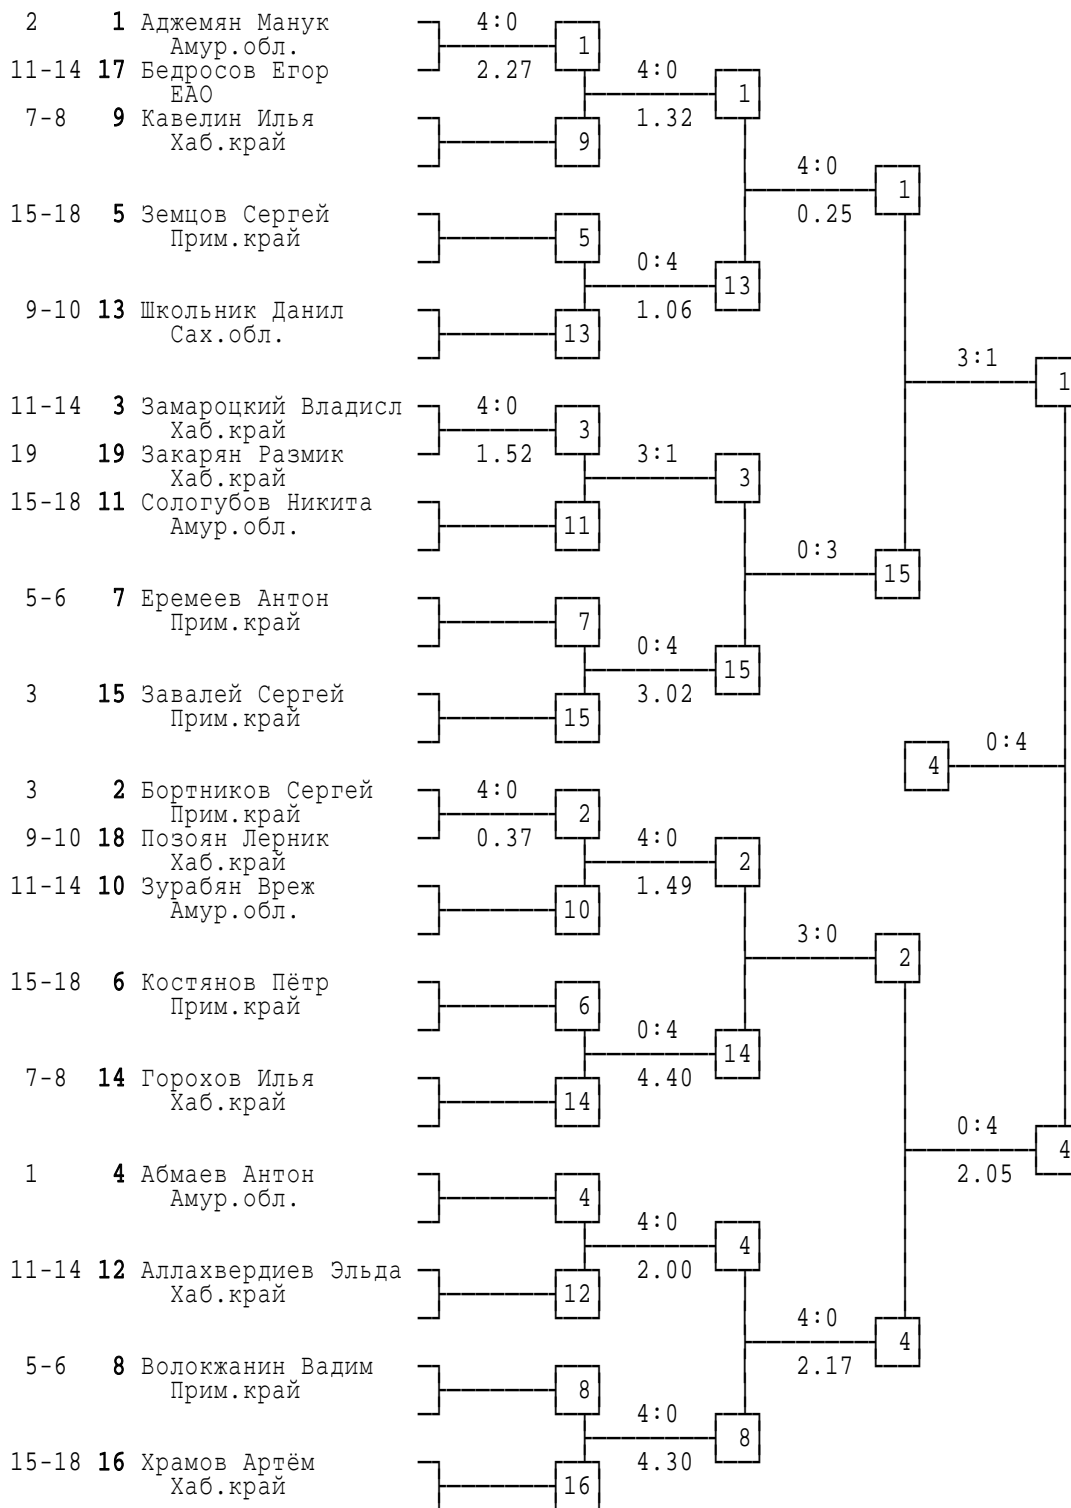 2 1 Аджемян Манук 4:0
Амур.обл. 1
11-14 17 Бедросов Егор 2.27 4:0
ЕАО 1
7-8 9 Кавелин Илья 1.32
Хаб.край 9
4:0
1
15-18 5 Земцов Сергей 0.25
Прим.край 5
0:4
13
9-10 13 Школьник Данил 1.06
Сах.обл. 13
3:1
1
11-14 3 Замароцкий Владисл 4:0
Хаб.край 3
19 19 Закарян Размик 1.52 3:1
Хаб.край 3
15-18 11 Сологубов Никита
Амур.обл. 11
0:3
15
5-6 7 Еремеев Антон
Прим.край 7
0:4
15
3 15 Завалей Сергей 3.02
Прим.край 15
0:4
4
3 2 Бортников Сергей 4:0
Прим.край 2
9-10 18 Позоян Лерник 0.37 4:0
Хаб.край 2
11-14 10 Зурабян Вреж 1.49
Амур.обл. 10
3:0
2
15-18 6 Костянов Пётр
Прим.край 6
0:4
14
7-8 14 Горохов Илья 4.40
Хаб.край 14
0:4
4
1 4 Абмаев Антон 2.05
Амур.обл. 4
4:0
4
11-14 12 Аллахвердиев Эльда 2.00
Хаб.край 12
4:0
4
5-6 8 Волокжанин Вадим 2.17
Прим.край 8
4:0
8
15-18 16 Храмов Артём 4.30
Хаб.край 16